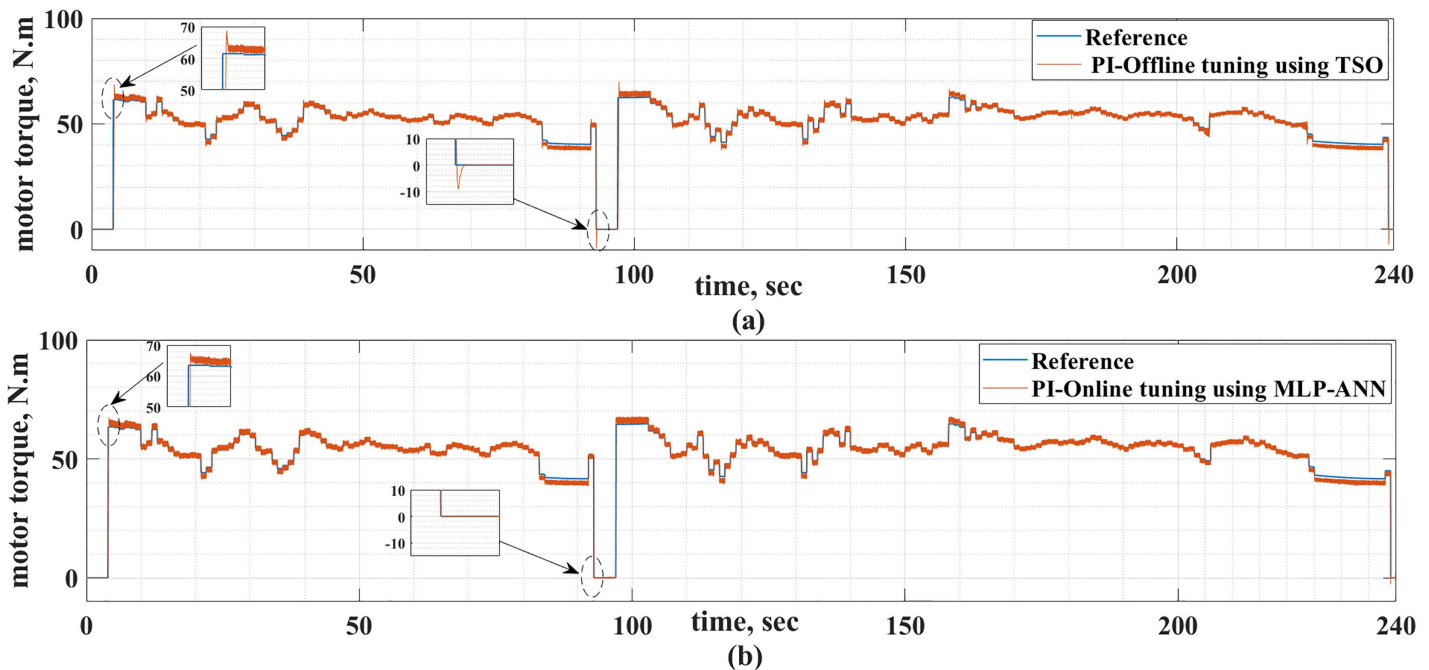 100
50
0
motor torque, N.m
70
60
50
10
0
-10
Reference
PI-Offline tuning using TSO
0 50 100 150 200 240
time, sec
(a)
100
50
0
motor torque, N.m
70
60
50
10
0
-10
Reference
PI-Online tuning using MLP-ANN
0 50 100 150 200 240
time, sec
(b)